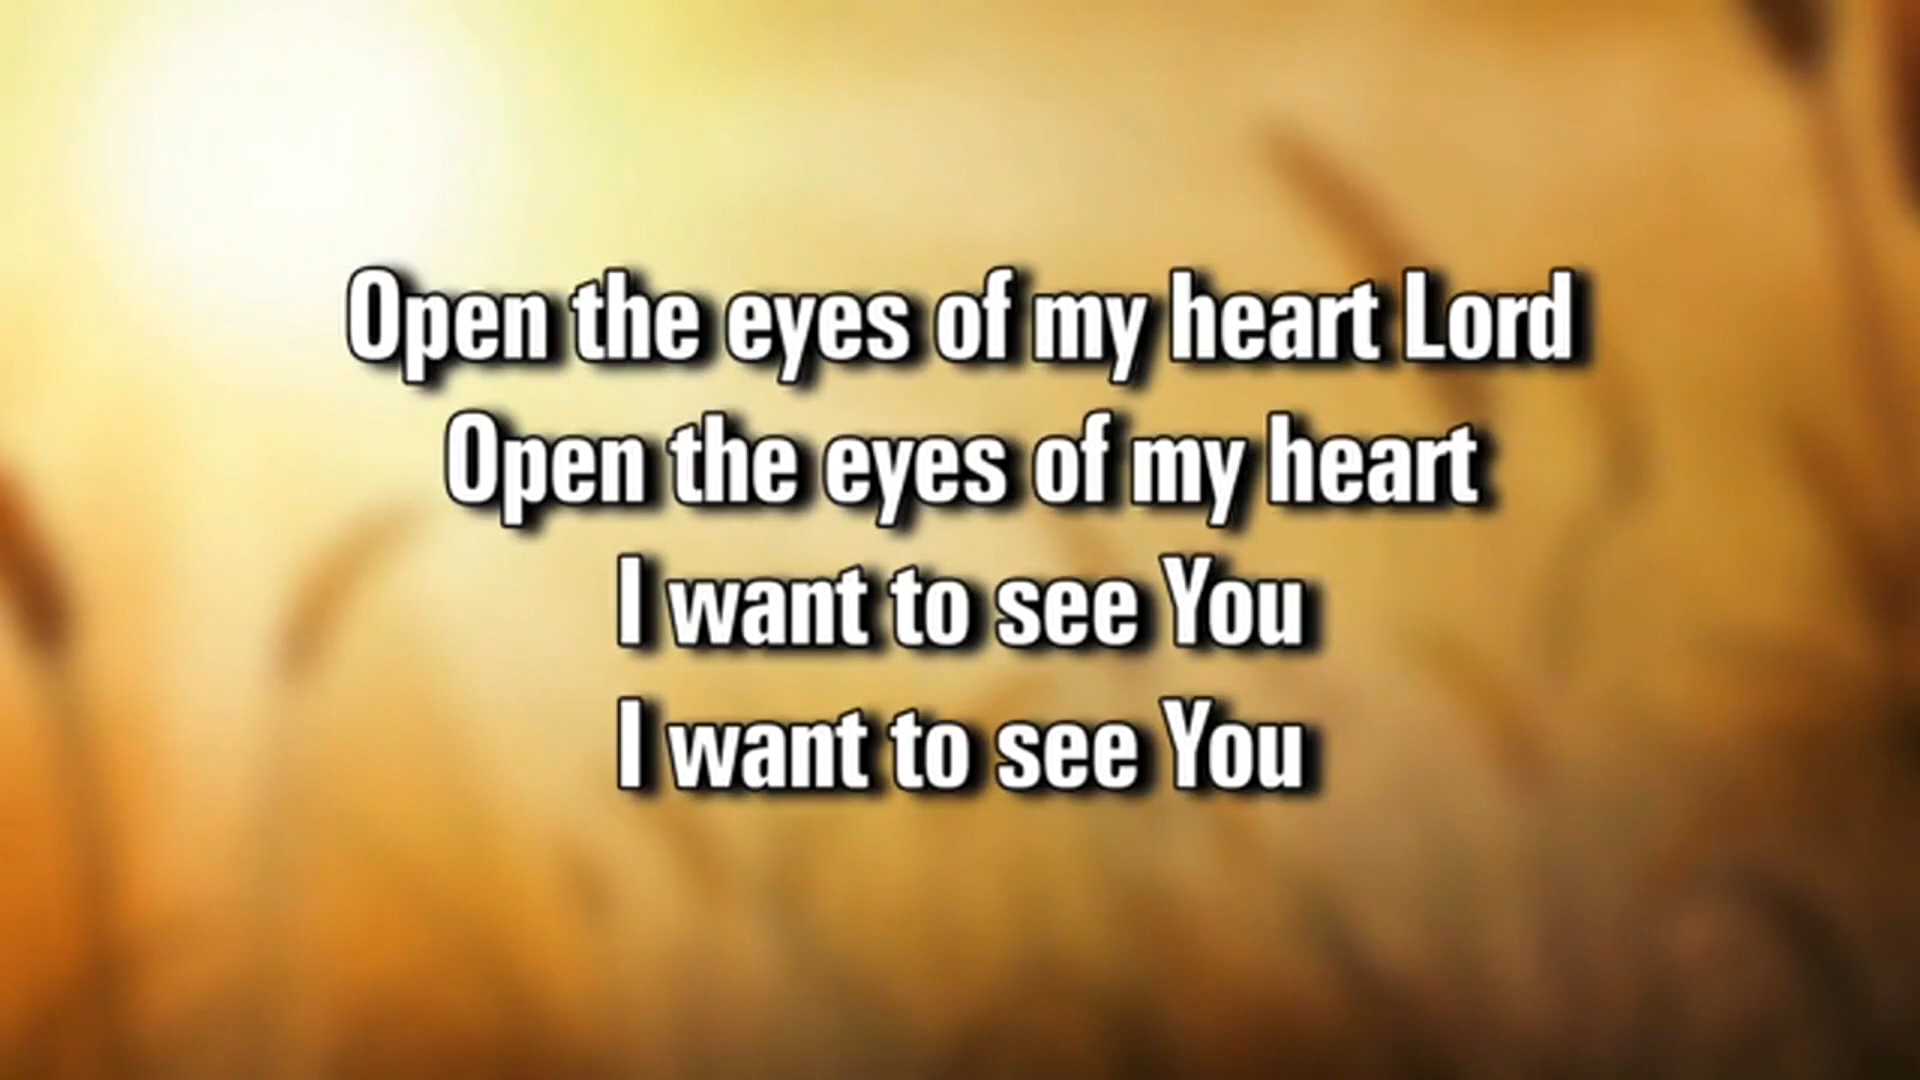 Open the eyes of my heart Lord
Open the eyes of my heart
I want to see You
I want to see You